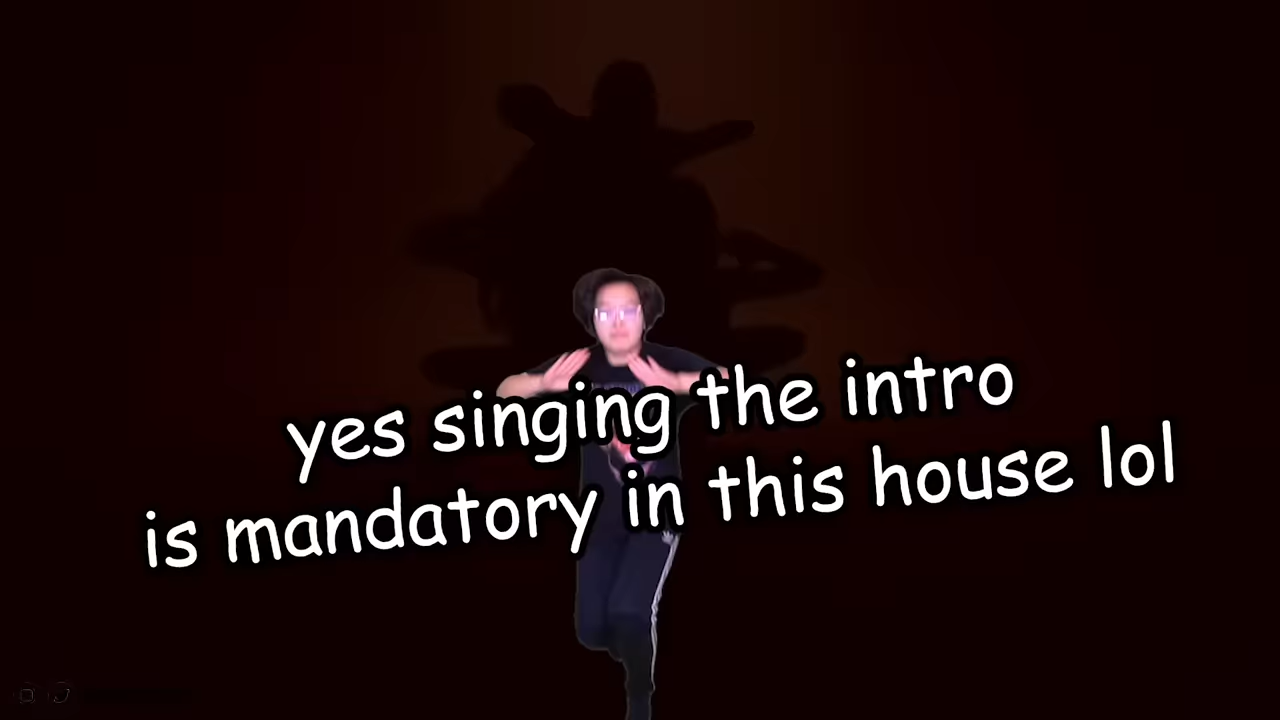 yes singing the intro
is mandatory in this house lol